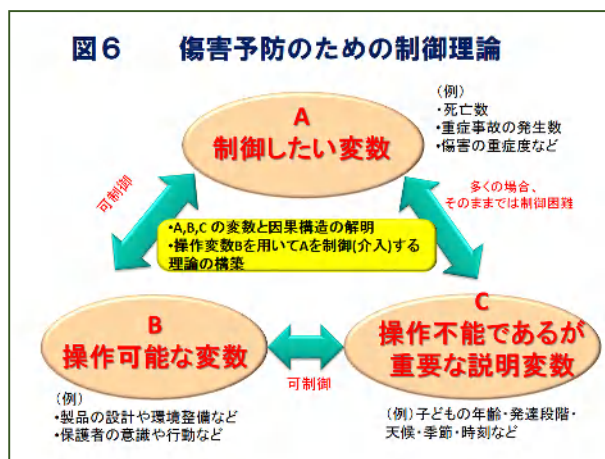 図6 傷害予防のための制御理論
A
制御したい変数
(例)
・死亡数
・重症事故の発生数
・傷害の重症度など
可制御
多くの場合、
そのままでは制御困難
•A,B,C の変数と因果構造の解明
•操作変数Bを用いてAを制御(介入)する
理論の構築
B
操作可能な変数
C
操作不能であるが
重要な説明変数
可制御
(例)
•製品の設計や環境整備など
•保護者の意識や行動など
(例)子どもの年齢・発達段階・
天候・季節・時刻など